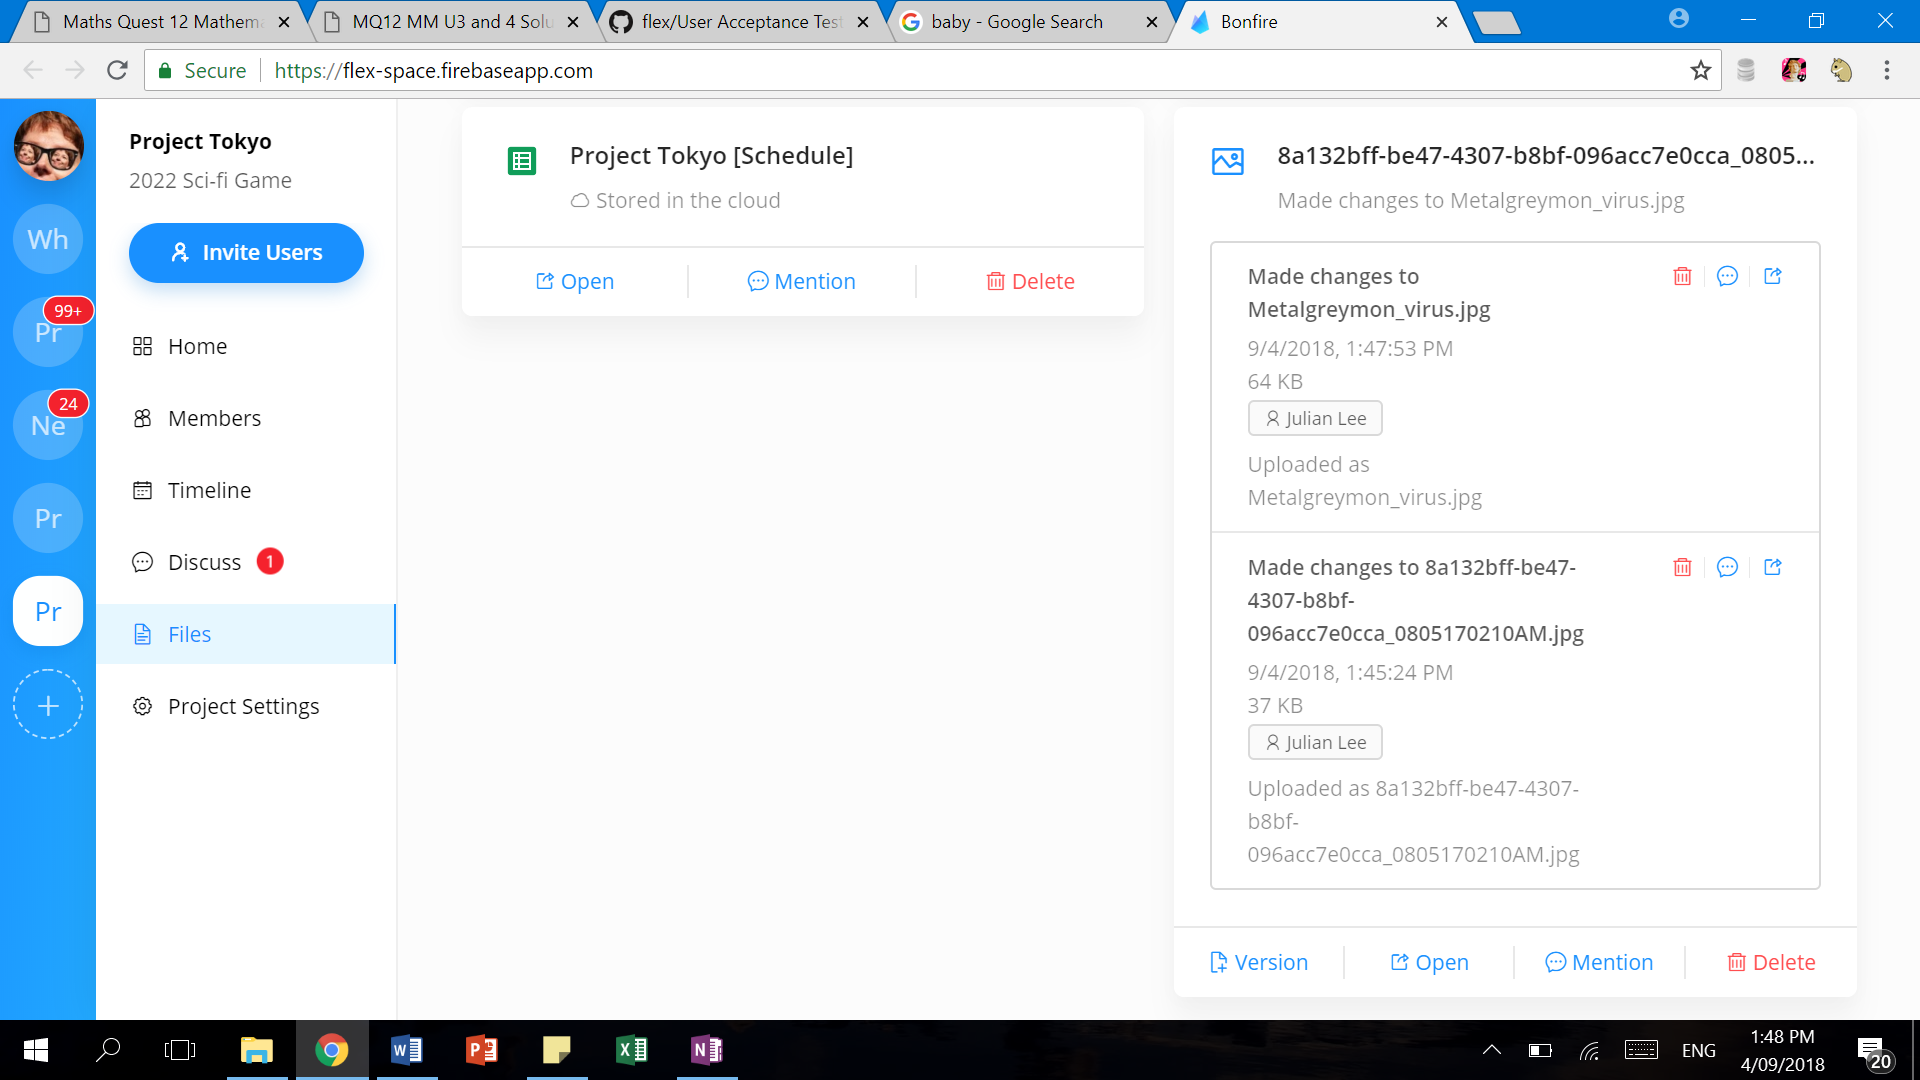 Maths Quest 12 Mathema
MQ12 MM U3 and 4 Solu
flex/User Acceptance Test
baby - Google Search
Bonfire
Secure
https://flex-space.firebaseapp.com
Wh
99+
Pr
24
Ne
Pr
Pr
Project Tokyo
2022 Sci-fi Game
Invite Users
Home
Members
Timeline
Discuss
1
Files
Project Settings
Project Tokyo [Schedule]
Stored in the cloud
Open
Mention
Delete
8a132bff-be47-4307-b8bf-096acc7e0cca_0805...
Made changes to Metalgreymon_virus.jpg
Made changes to
Metalgreymon_virus.jpg
9/4/2018, 1:47:53 PM
64 KB
Julian Lee
Uploaded as
Metalgreymon_virus.jpg
Made changes to 8a132bff-be47-
4307-b8bf-
096acc7e0cca_0805170210AM.jpg
9/4/2018, 1:45:24 PM
37 KB
Julian Lee
Uploaded as 8a132bff-be47-4307-
b8bf-
096acc7e0cca_0805170210AM.jpg
Version
Open
Mention
Delete
ENG
1:48 PM
4/09/2018
20